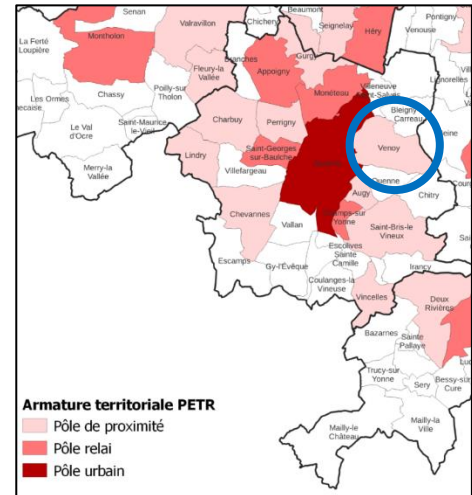 Senan
Chichery
Beaumont
Pontigny
Valravillon
Seignelay
Héry
Venouse
La Ferté
Loupière
Gurgy
Fleury-la
Vallée
Appoigny
Chassy
Poilly-sur
Tholon
Monéteau
Lignorelles
Les Ormes
Bleigny
Carreau
Charbuy
Perrigny
Saint-Maurice
le-Vieil
Le Val
d'Ocre
Saint-Georges
sur-Baulche
Venoy
Lindry
Merry-la
Vallée
Villefargeau
Quenne
Augy
Chitry
Chevannes
Champs-sur
Yonne
Vallan
Saint-Bris-le
Vineux
Escolives
Sainte
Camille
Escamps
Gy-l'Évêque
Irancy
Coulanges-la
Vineuse
Vincelles
Deux
Rivières
Bazarnes
Sainte
Pallaye
Trucy-sur
Yonne
Sery
Bessy-sur
Cure
Mailly-la
Ville
Mailly-le
Château
Armature territoriale PETR
Pôle de proximité
Pôle relai
Pôle urbain